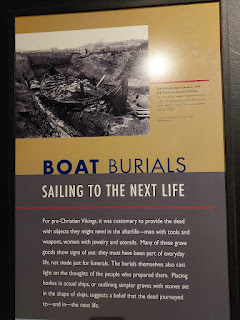 BOAT BURIALS
SAILING TO THE NEXT LIFE
For pre-Christian Vikings, it was customary to provide the dead
with objects they might need in the afterlife—men with tools and
weapons, women with jewelry and utensils. Many of these grave
goods show signs of use; they must have been part of everyday
life, not made just for funerals. The burials themselves also cast
light on the thoughts of the people who prepared them. Placing
bodies in actual ships, or outlining simpler graves with stones set
in the shape of ships, suggests a belief that the dead journeyed
to—and in—the next life.